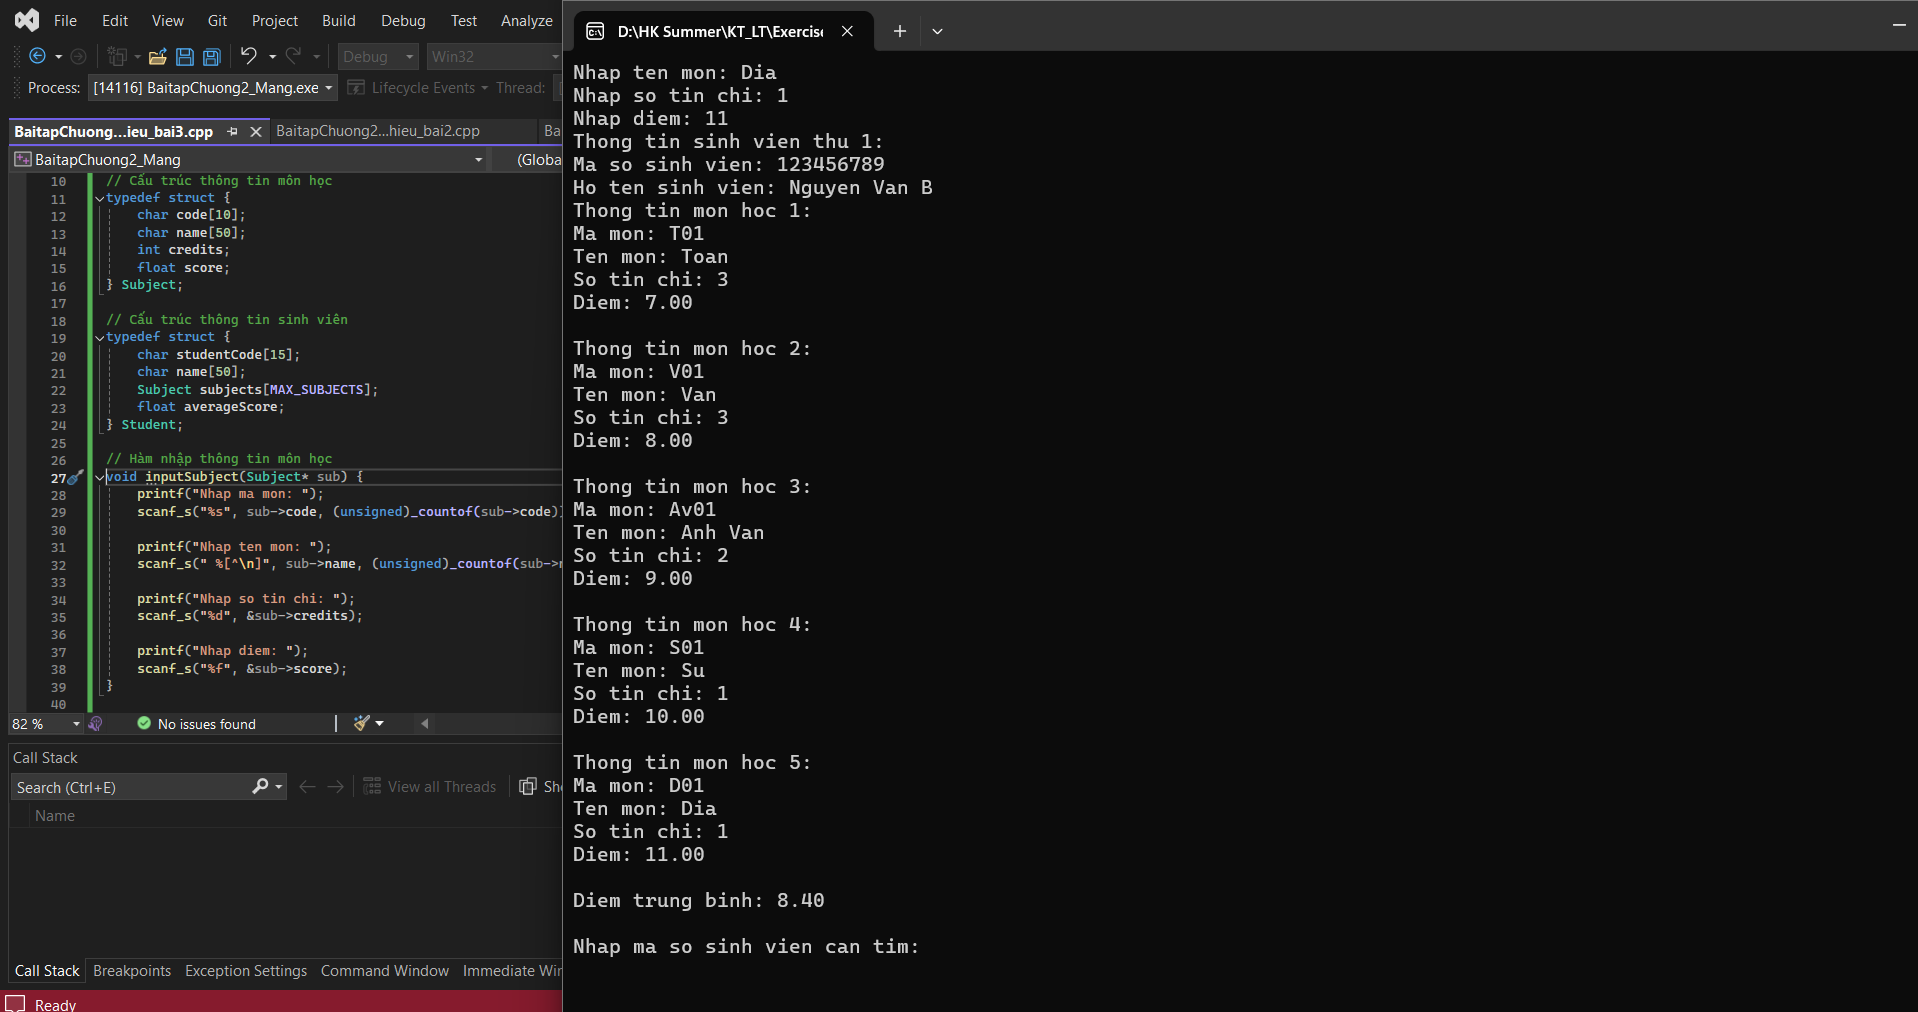 File Edit View Git Project Build Debug Test Analyze
Debug Win32
Process: [14116] BaitapChuong2_Mang.exe Lifecycle Events Thread:
BaitapChuong...ieu_bai3.cpp BaitapChuong2...hieu_bai2.cpp Ba
BaitapChuong2_Mang (Globa
10 // Cấu trúc thông tin môn học
11 typedef struct {
12 char code[10];
13 char name[50];
14 int credits;
15 float score;
16 } Subject;
17
18 // Cấu trúc thông tin sinh viên
19 typedef struct {
20 char studentCode[15];
21 char name[50];
22 Subject subjects[MAX_SUBJECTS];
23 float averageScore;
24 } Student;
25
26 // Hàm nhập thông tin môn học
27 void inputSubject(Subject* sub) {
28 printf("Nhap ma mon: ");
29 scanf_s("%s", sub->code, (unsigned)_countof(sub->code)
30
31 printf("Nhap ten mon: ");
32 scanf_s(" %[^\n]", sub->name, (unsigned)_countof(sub->
33
34 printf("Nhap so tin chi: ");
35 scanf_s("%d", &sub->credits);
36
37 printf("Nhap diem: ");
38 scanf_s("%f", &sub->score);
39 }
40
82 % No issues found
Call Stack
Search (Ctrl+E) View all Threads Sho
Name
Call Stack Breakpoints Exception Settings Command Window Immediate Win
Ready
D:\HK Summer\KT_LT\Exercise
Nhap ten mon: Dia
Nhap so tin chi: 1
Nhap diem: 11
Thong tin sinh vien thu 1:
Ma so sinh vien: 123456789
Ho ten sinh vien: Nguyen Van B
Thong tin mon hoc 1:
Ma mon: T01
Ten mon: Toan
So tin chi: 3
Diem: 7.00
Thong tin mon hoc 2:
Ma mon: V01
Ten mon: Van
So tin chi: 3
Diem: 8.00
Thong tin mon hoc 3:
Ma mon: Av01
Ten mon: Anh Van
So tin chi: 2
Diem: 9.00
Thong tin mon hoc 4:
Ma mon: S01
Ten mon: Su
So tin chi: 1
Diem: 10.00
Thong tin mon hoc 5:
Ma mon: D01
Ten mon: Dia
So tin chi: 1
Diem: 11.00
Diem trung binh: 8.40
Nhap ma so sinh vien can tim: